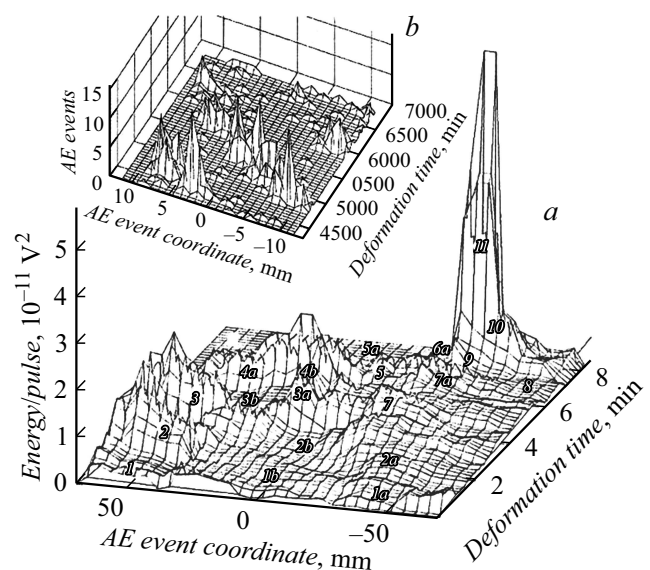 b
15
10
5
0
AE events
10
5
0
−5
−10
AE event coordinate, mm
7000
6500
6000
0500
5000
4500
Deformation time, min
a
5
4
3
2
1
0
Energy/pulse, 10⁻¹¹ V²
11
10
5a
6a
9
4a
4b
5
7a
8
3
3b
3a
7
2
2b
2a
1
1b
1a
50
0
−50
AE event coordinate, mm
8
6
4
2
Deformation time, min